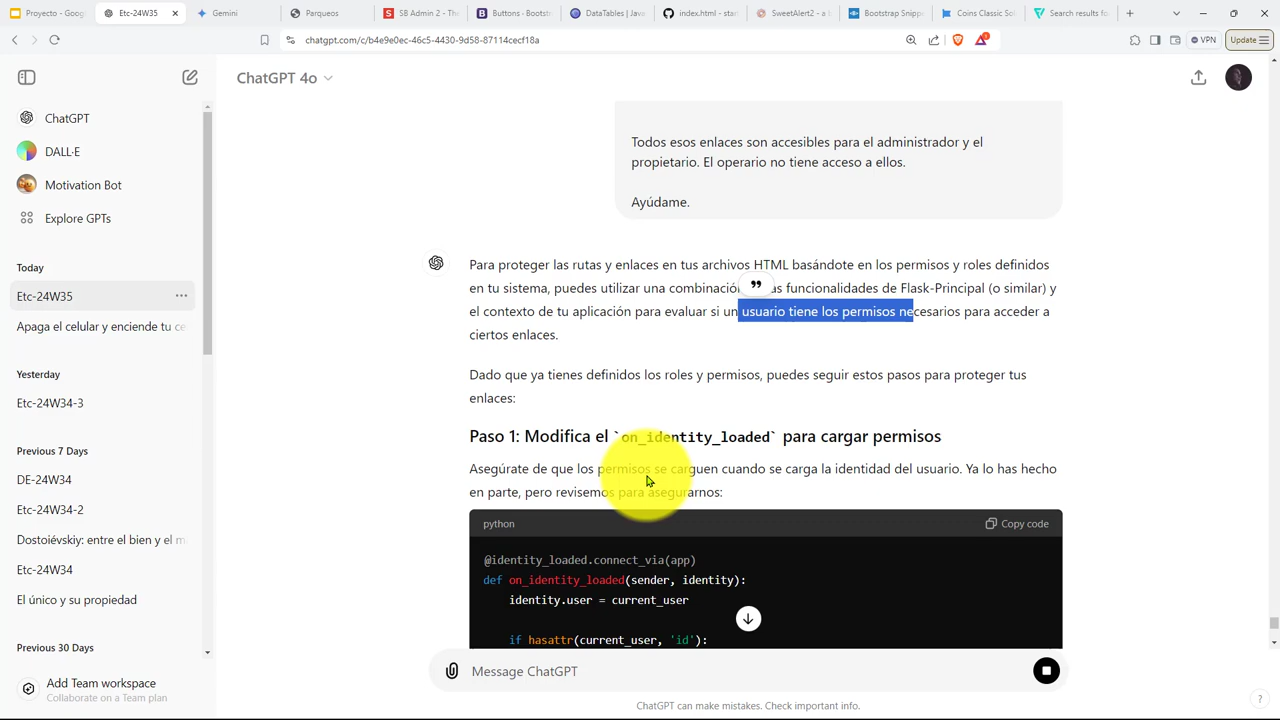 Proyecto - Goog
Etc-24W35
Gemini
Parqueos
SB Admin 2 - Th
Buttons - Bootst
DataTables | Java
index.html - star
SweetAlert2 - a b
Bootstrap Snippe
Coins Classic Sol
Search results fo
chatgpt.com/c/b4e9e0ec-46c5-4430-9d58-87114cecf18a
VPN
Update
ChatGPT 4o
ChatGPT
DALL·E
Motivation Bot
Explore GPTs
Today
Etc-24W35
Apaga el celular y enciende tu ce
Yesterday
Etc-24W34-3
Previous 7 Days
DE-24W34
Etc-24W34-2
Dostoiévskiy: entre el bien y el m
Etc-24W34
El único y su propiedad
Previous 30 Days
Add Team workspace
Collaborate on a Team plan
Todos esos enlaces son accesibles para el administrador y el
propietario. El operario no tiene acceso a ellos.
Ayúdame.
Para proteger las rutas y enlaces en tus archivos HTML basándote en los permisos y roles definidos
en tu sistema, puedes utilizar una combinació as funcionalidades de Flask-Principal (o similar) y
el contexto de tu aplicación para evaluar si un usuario tiene los permisos necesarios para acceder a
ciertos enlaces.
Dado que ya tienes definidos los roles y permisos, puedes seguir estos pasos para proteger tus
enlaces:
Paso 1: Modifica el `on_identity_loaded` para cargar permisos
Asegúrate de que los permisos se carguen cuando se carga la identidad del usuario. Ya lo has hecho
en parte, pero revisemos para asegurarnos:
python
Copy code
@identity_loaded.connect_via(app)
def on_identity_loaded(sender, identity):
identity.user = current_user
if hasattr(current_user, 'id'):
Message ChatGPT
ChatGPT can make mistakes. Check important info.
?